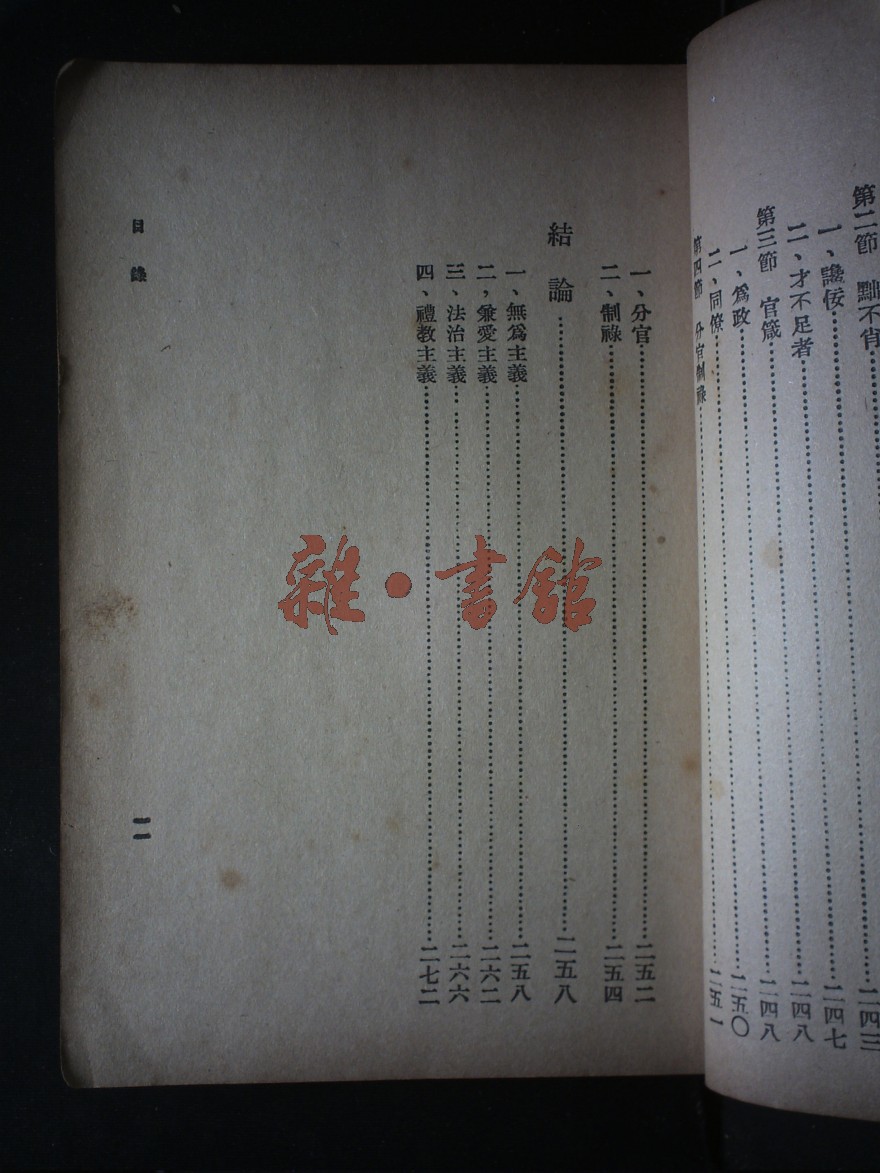 第二節 黜不肖……二四三
一、讒佞……二四七
二、才不足者……二四八
第三節 官箴……二四八
一、爲政……二五〇
二、同僚……二五一
第四節 分官制祿……
一、分官……二五二
二、制祿……二五四
結論……二五八
一、無爲主義……二五八
二，兼愛主義……二六二
三、法治主義……二六六
四、禮教主義……二七二
目錄 一一
雜·書館